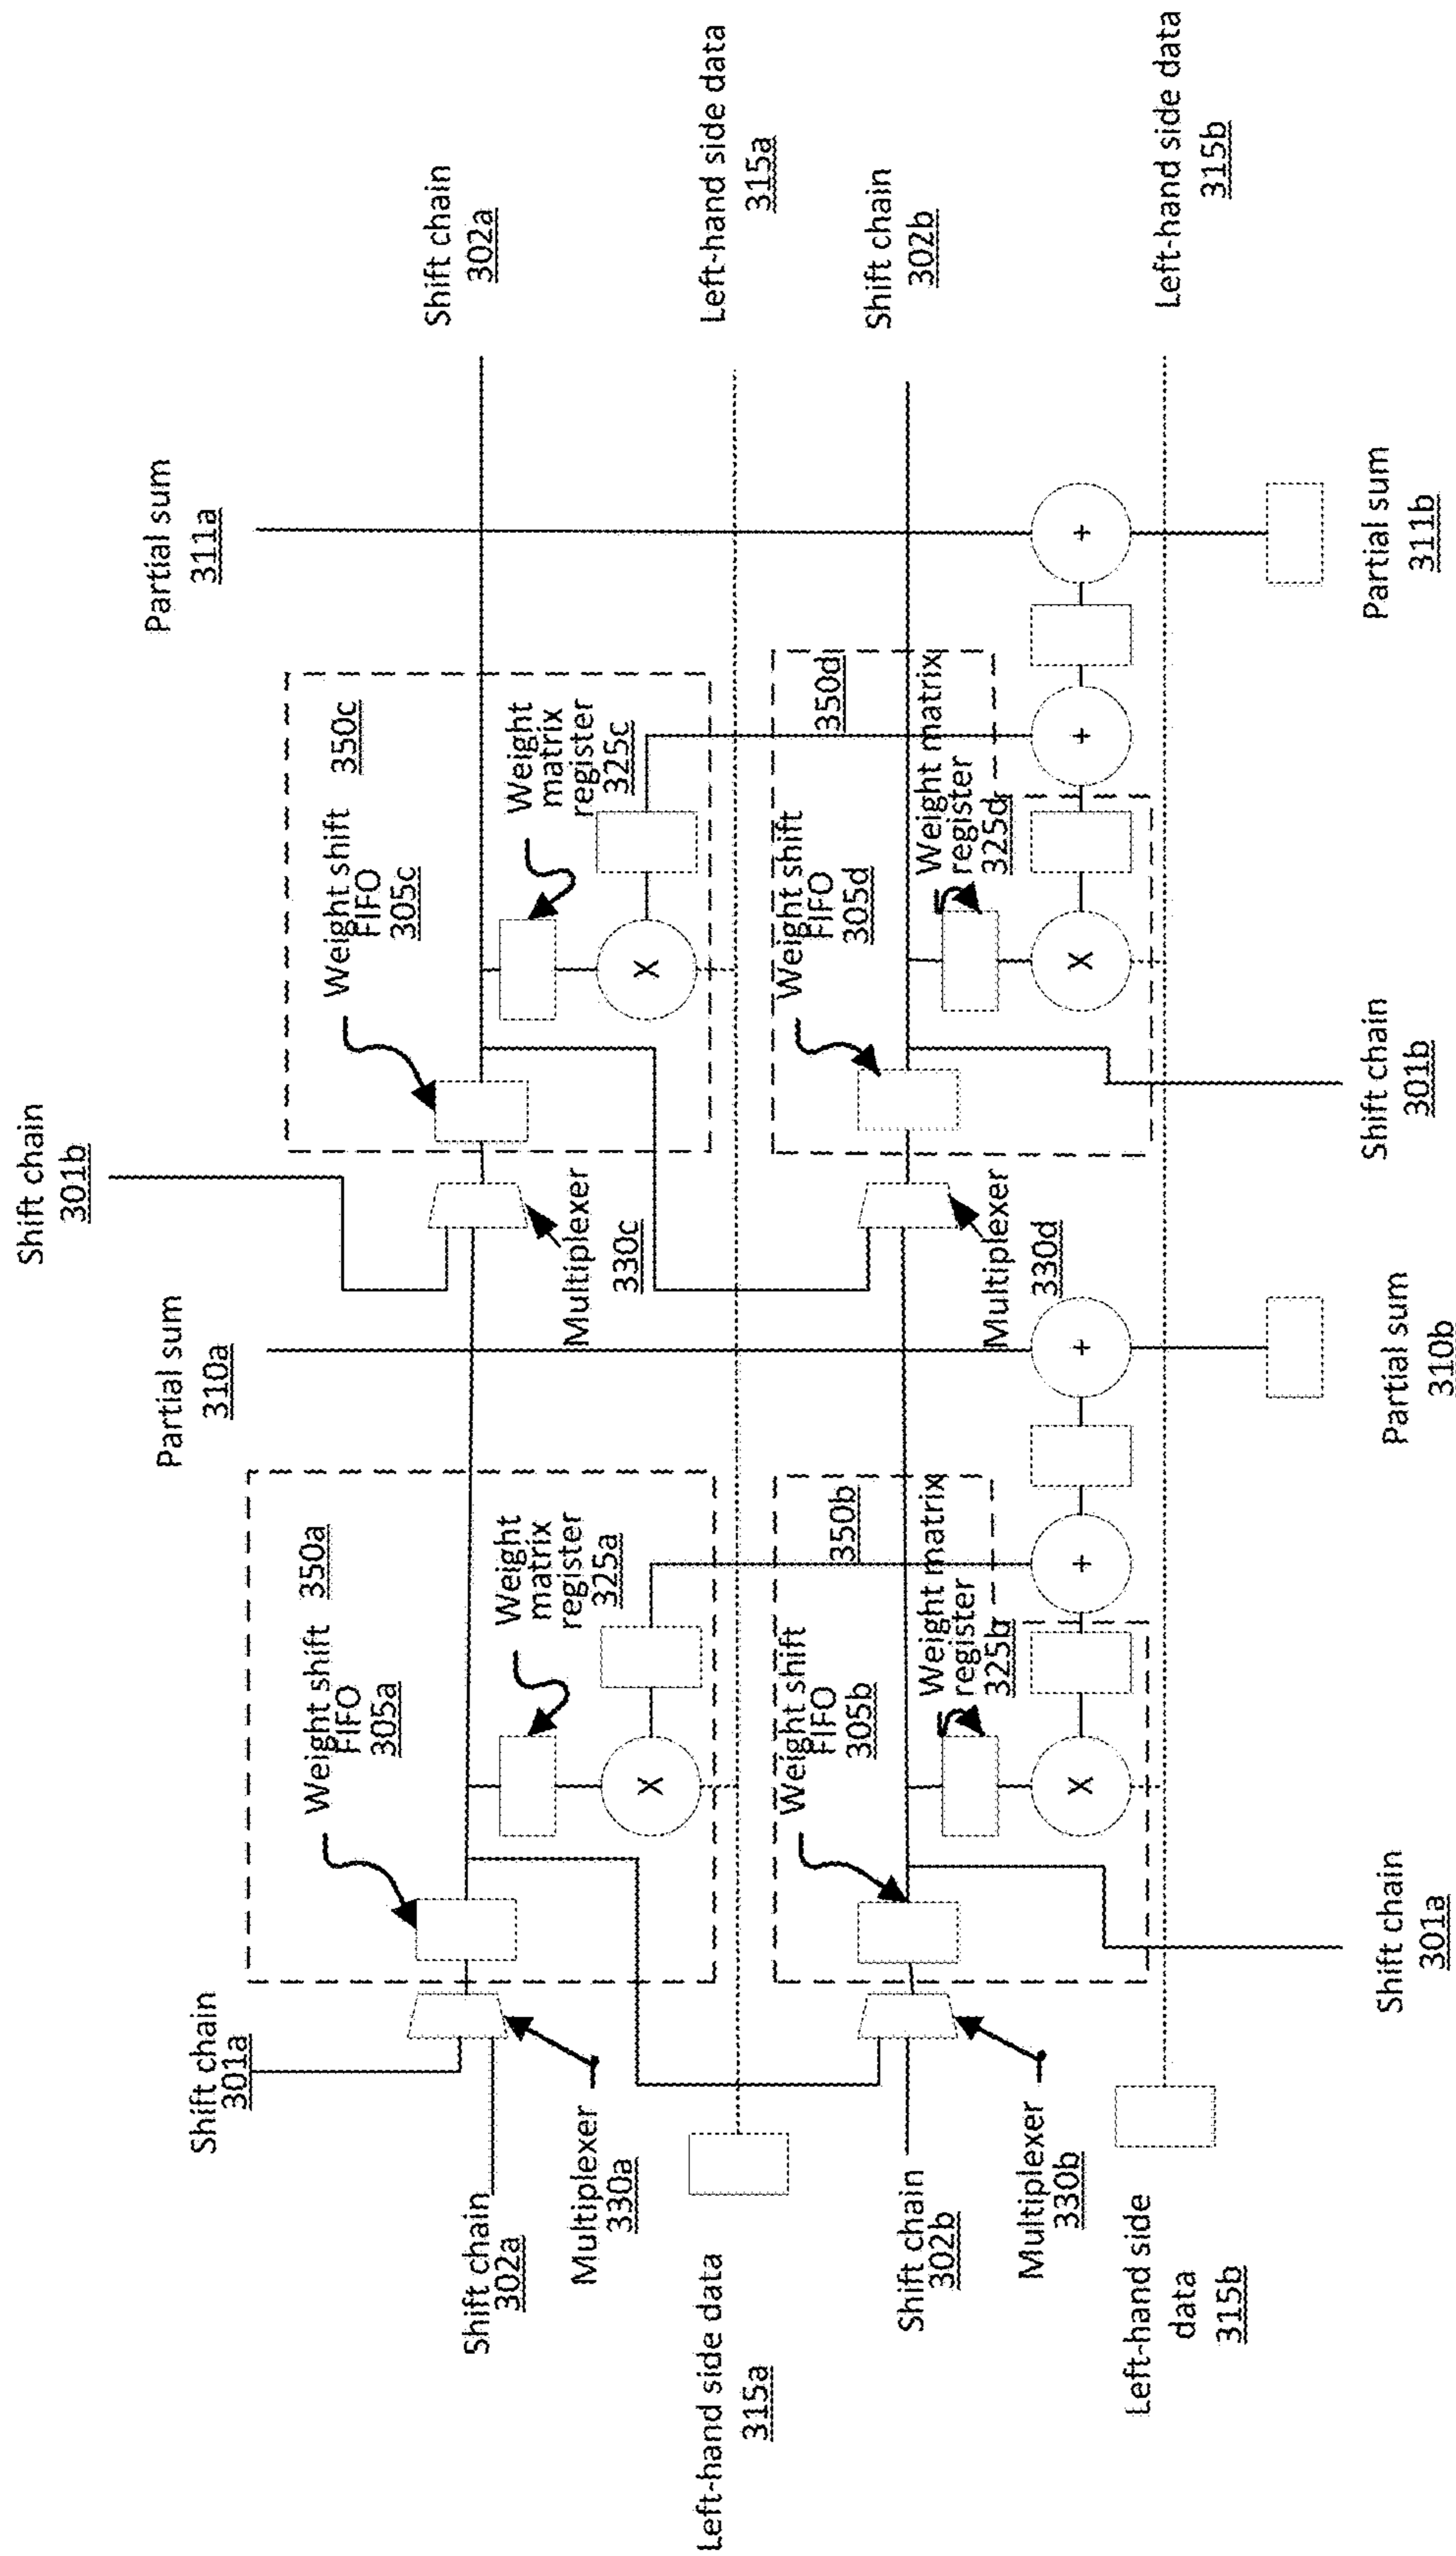 Shift chain
301b
Partial sum
311a
Partial sum
310a
Shift chain
301a
Shift chain
302a
Weight shift
FIFO
305a
350a
Weight
matrix
register
325a
Multiplexer
330a
Weight shift
FIFO
305c
350c
Weight
matrix
register
325c
Multiplexer
330c
Shift chain
302a
Left-hand side data
315a
Left-hand side data
315a
Shift chain
302b
Multiplexer
330b
Weight shift
FIFO
305b
350b
Weight matrix
register
325b
Multiplexer
330d
Weight shift
FIFO
305d
350d
Weight matrix
register
325d
Shift chain
302b
Left-hand side
data
315b
Left-hand side data
315b
X
X
X
+
+
X
+
+
Shift chain
301a
Partial sum
310b
Shift chain
301b
Partial sum
311b